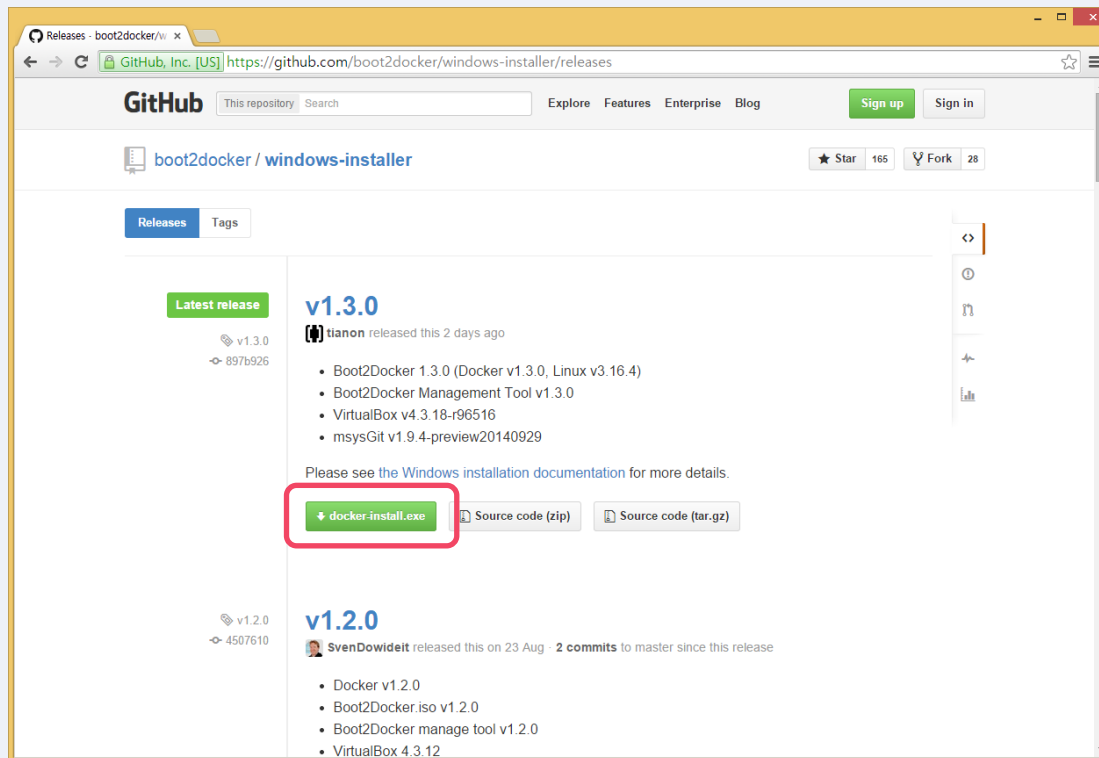 Releases · boot2docker/w
GitHub, Inc. [US] https://github.com/boot2docker/windows-installer/releases
GitHub This repository Search Explore Features Enterprise Blog Sign up Sign in
boot2docker / windows-installer Star 165 Fork 28
Releases Tags
Latest release
v1.3.0
897b926
v1.3.0
tianon released this 2 days ago
Boot2Docker 1.3.0 (Docker v1.3.0, Linux v3.16.4)
Boot2Docker Management Tool v1.3.0
VirtualBox v4.3.18-r96516
msysGit v1.9.4-preview20140929
Please see the Windows installation documentation for more details.
docker-install.exe Source code (zip) Source code (tar.gz)
v1.2.0
4507610
v1.2.0
SvenDowideit released this on 23 Aug · 2 commits to master since this release
Docker v1.2.0
Boot2Docker.iso v1.2.0
Boot2Docker manage tool v1.2.0
VirtualBox 4.3.12